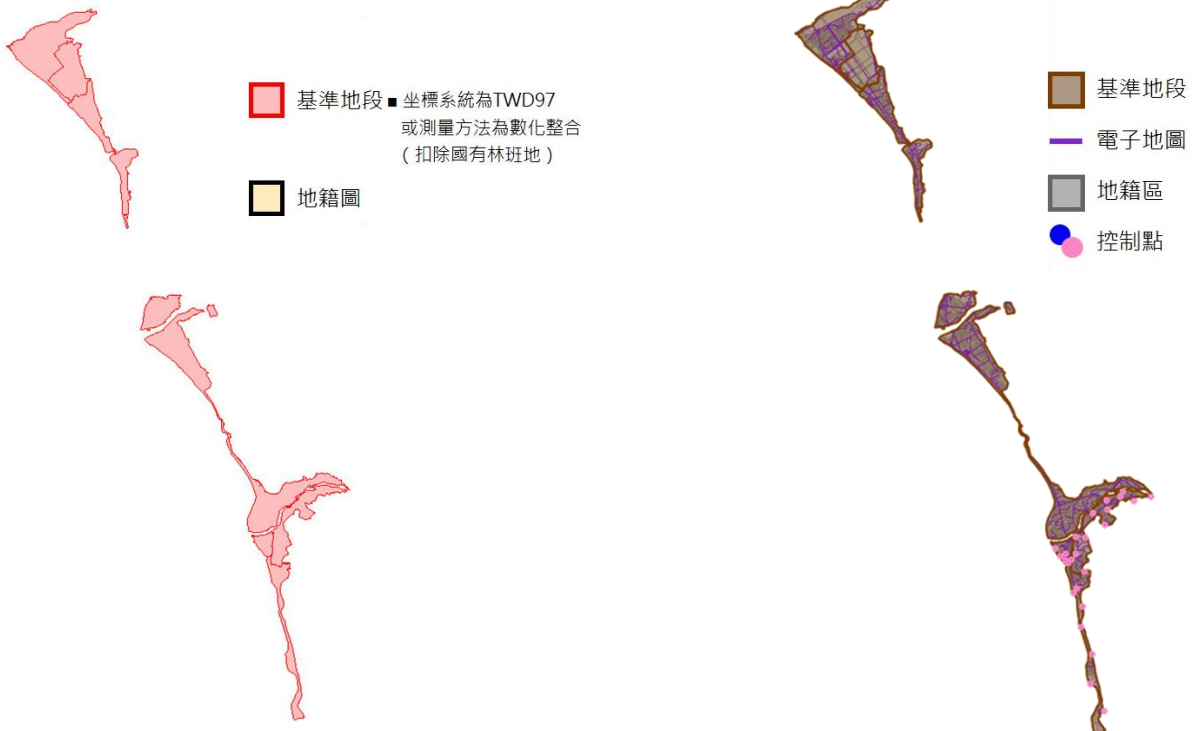 基準地段 ■ 坐標系統為TWD97
或測量方法為數化整合
( 扣除國有林班地 )
地籍圖
基準地段
電子地圖
地籍區
控制點